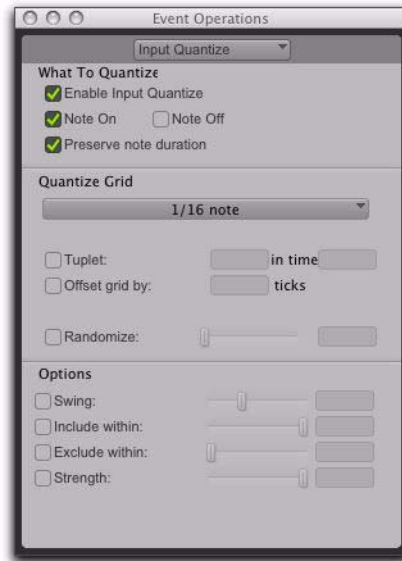 Event Operations
Input Quantize
What To Quantize
Enable Input Quantize
Note On Note Off
Preserve note duration
Quantize Grid
1/16 note
Tuplet: in time
Offset grid by: ticks
Randomize:
Options
Swing:
Include within:
Exclude within:
Strength: